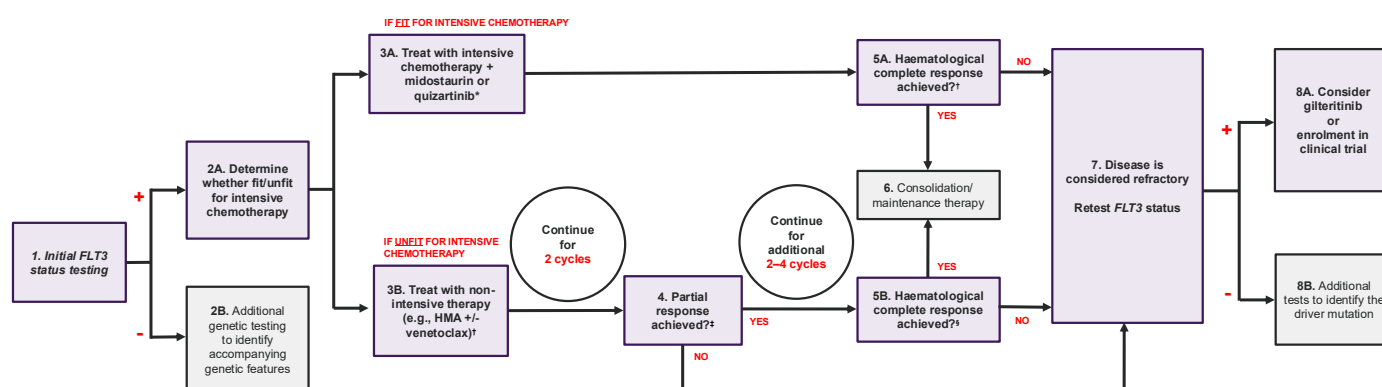 IF FIT FOR INTENSIVE CHEMOTHERAPY
3A. Treat with intensive
chemotherapy +
midostaurin or
quizartinib*
5A. Haematological
complete response
achieved?†
NO
YES
8A. Consider
gilteritinib
or
enrolment in
clinical trial
+
2A. Determine
whether fit/unfit
for intensive
chemotherapy
+
7. Disease is
considered refractory
Retest FLT3 status
6. Consolidation/
maintenance therapy
1. Initial FLT3
status testing
IF UNFIT FOR INTENSIVE
CHEMOTHERAPY
Continue
for
2 cycles
Continue
for
additional
2–4 cycles
YES
3B. Treat with non-
intensive therapy
(e.g., HMA +/-
venetoclax)†
4. Partial
response
achieved?‡
YES
NO
5B. Haematological
complete response
achieved?§
NO
-
8B. Additional
tests to identify the
driver mutation
-
2B. Additional
genetic testing
to identify
accompanying
genetic features